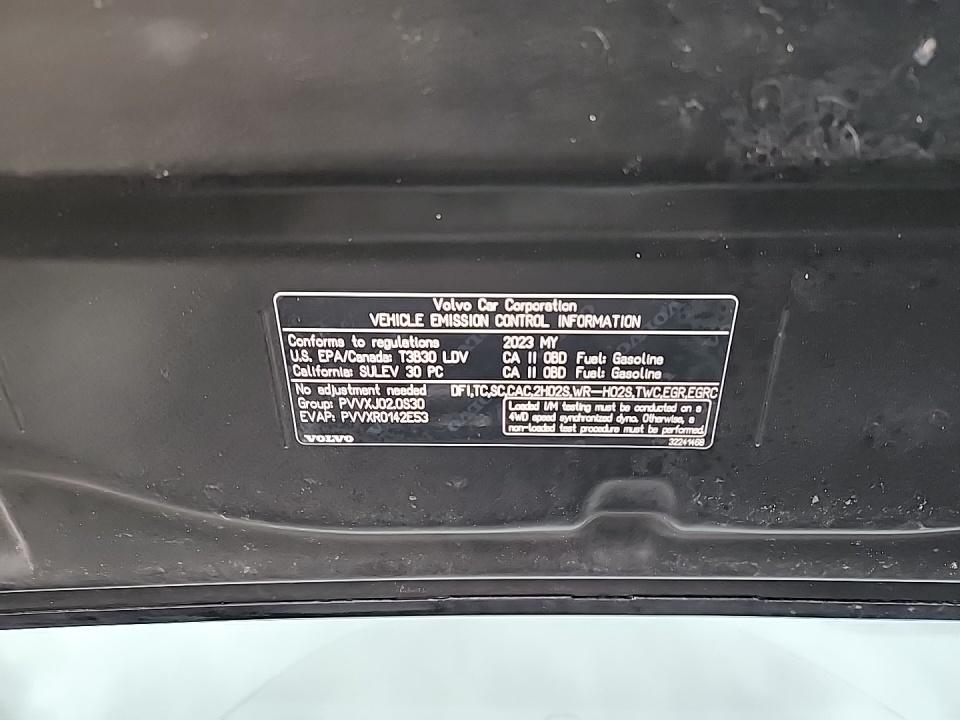 Volvo Car Corporation
VEHICLE EMISSION CONTROL INFORMATION
Conforms to regulations 2023 MY
U.S. EPA/Canada: T3B30 LDV CA II OBD Fuel: Gasoline
California: SULEV 30 PC CA II OBD Fuel: Gasoline
No adjustment needed DFI,TC,SC,CAC,2HO2S,WR-HO2S,TWC,EGR,EGRC
Group: PVVXJ02.0S30
EVAP: PVVXR0142E53
Loaded I/M testing must be conducted on a
4WD speed synchronized dyno. Otherwise, a
non-loaded test procedure must be performed.
VOLVO
32241468